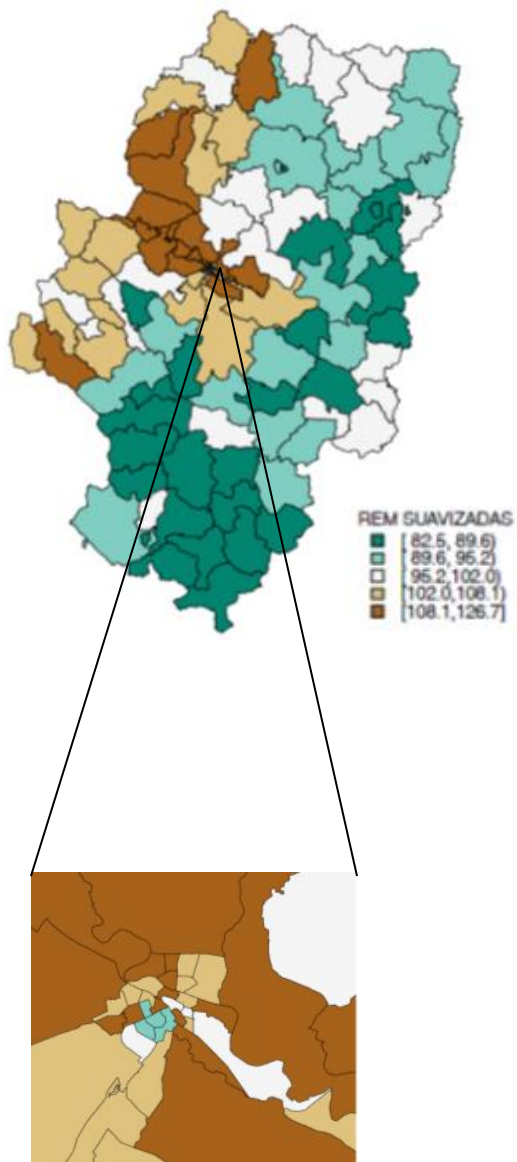 REM SUAVIZADAS
[ 82.5, 89.6)
[ 89.6, 95.2)
[ 95.2,102.0)
[102.0,108.1)
[108.1,126.7]